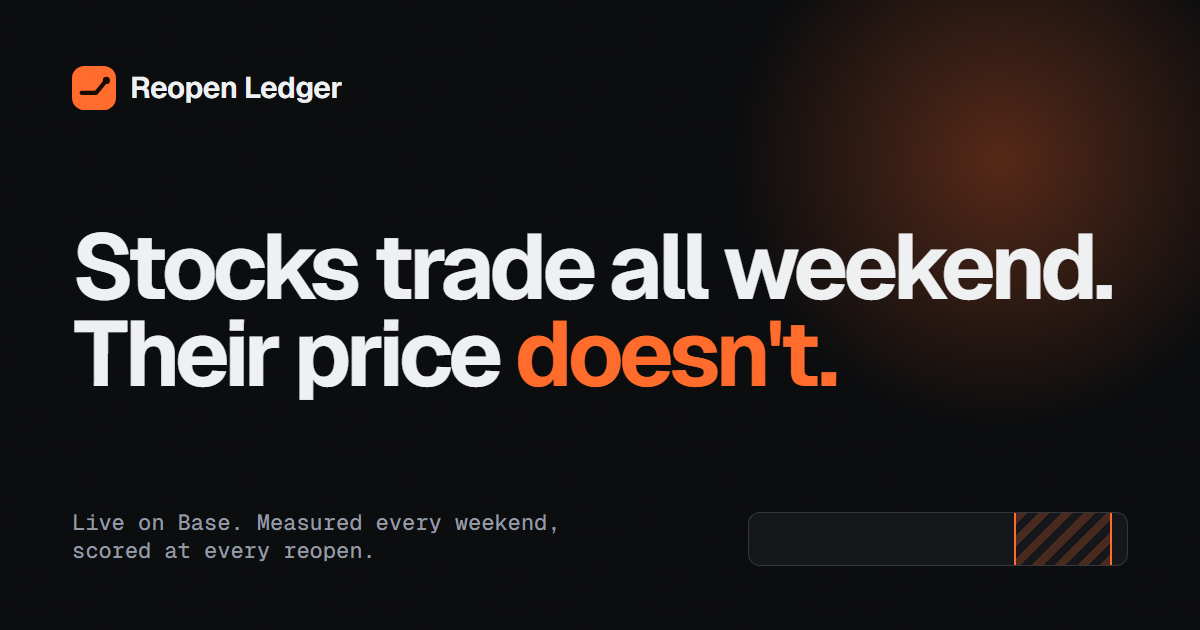 Reopen Ledger
Stocks trade all weekend.
Their price doesn't.
Live on Base. Measured every weekend,
scored at every reopen.